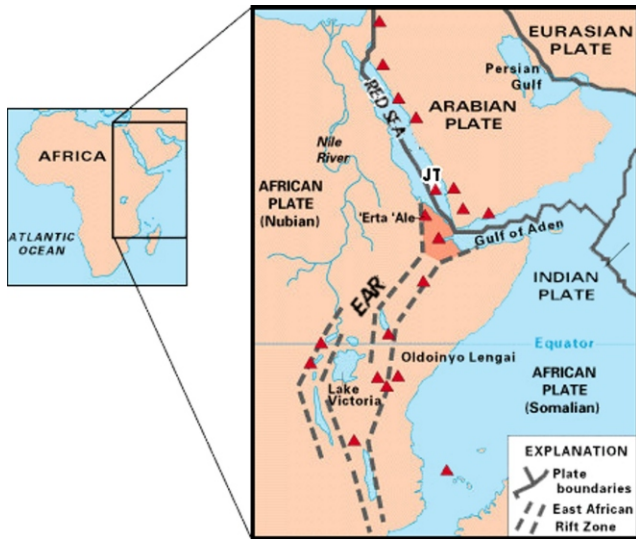 AFRICA
ATLANTIC
OCEAN
EURASIAN
PLATE
Persian
Gulf
RED SEA
ARABIAN
PLATE
Nile
River
JT
AFRICAN
PLATE
(Nubian)
'Erta 'Ale
Gulf of Aden
INDIAN
PLATE
EAR
Equator
Oldoinyo Lengai
AFRICAN
PLATE
(Somalian)
Lake
Victoria
EXPLANATION
Plate
boundaries
East African
Rift Zone